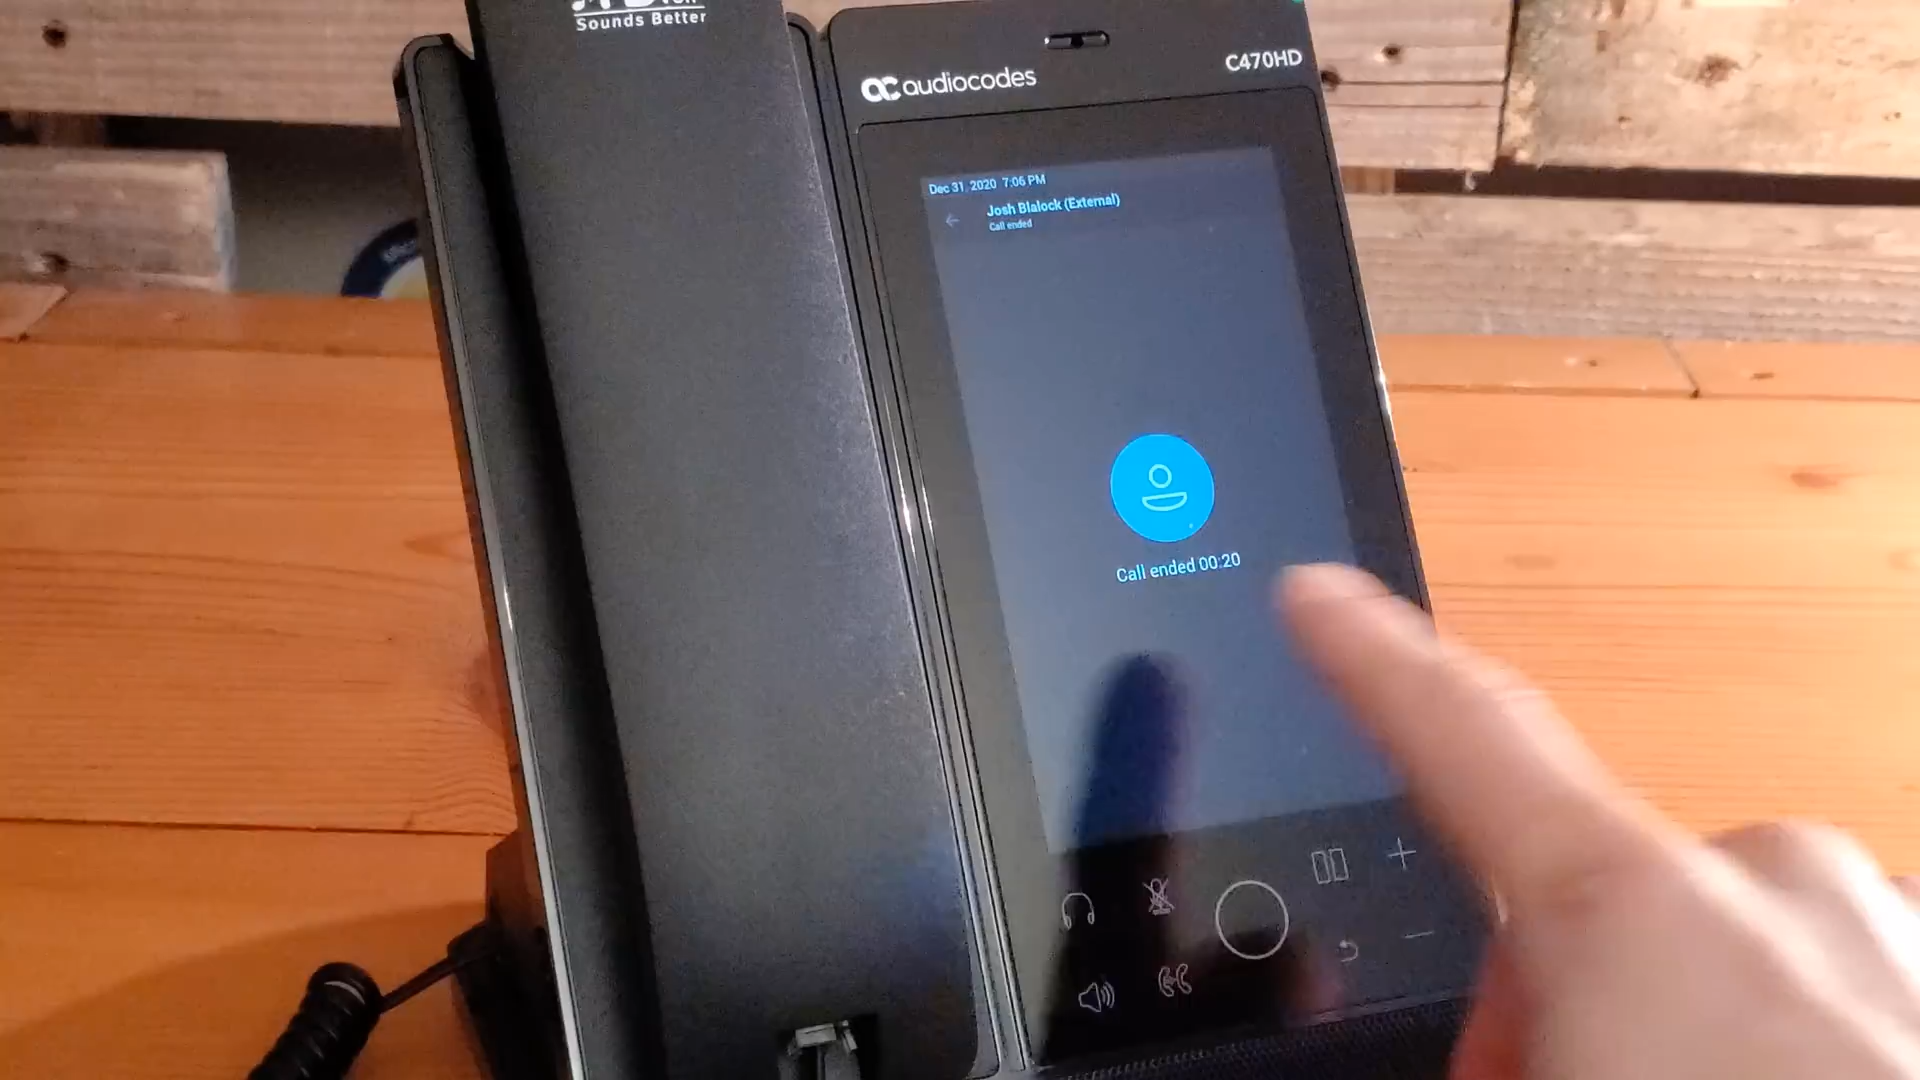 Sounds Better
audiocodes
C470HD
Dec 31, 2020 7:06 PM
Josh Blalock (External)
Call ended
Call ended 00:20